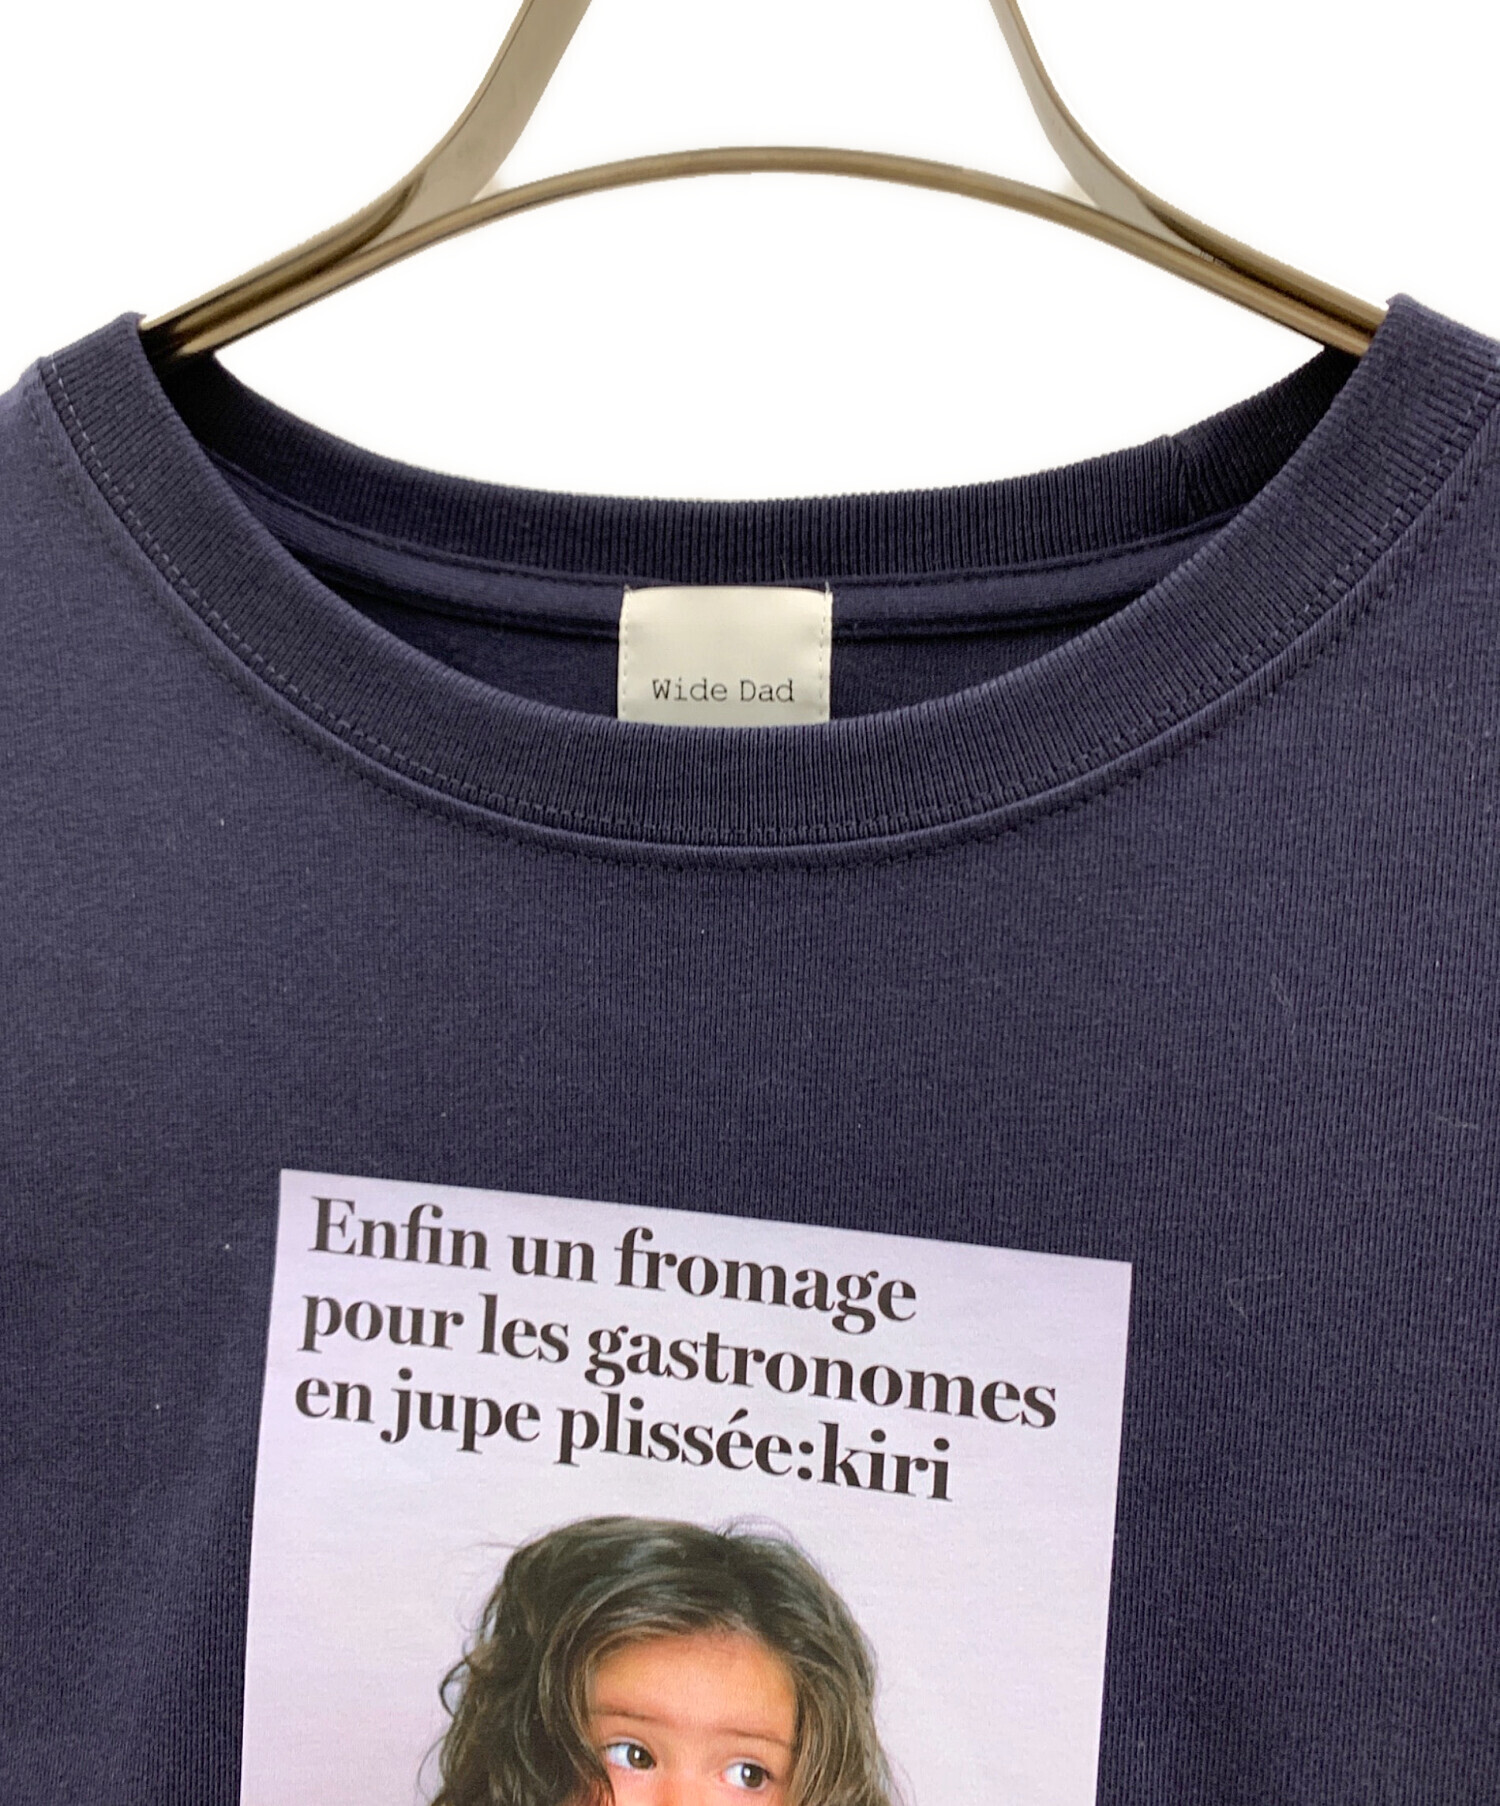 Wide Dad
Enfin un fromage
pour les gastronomes
en jupe plissée:kiri